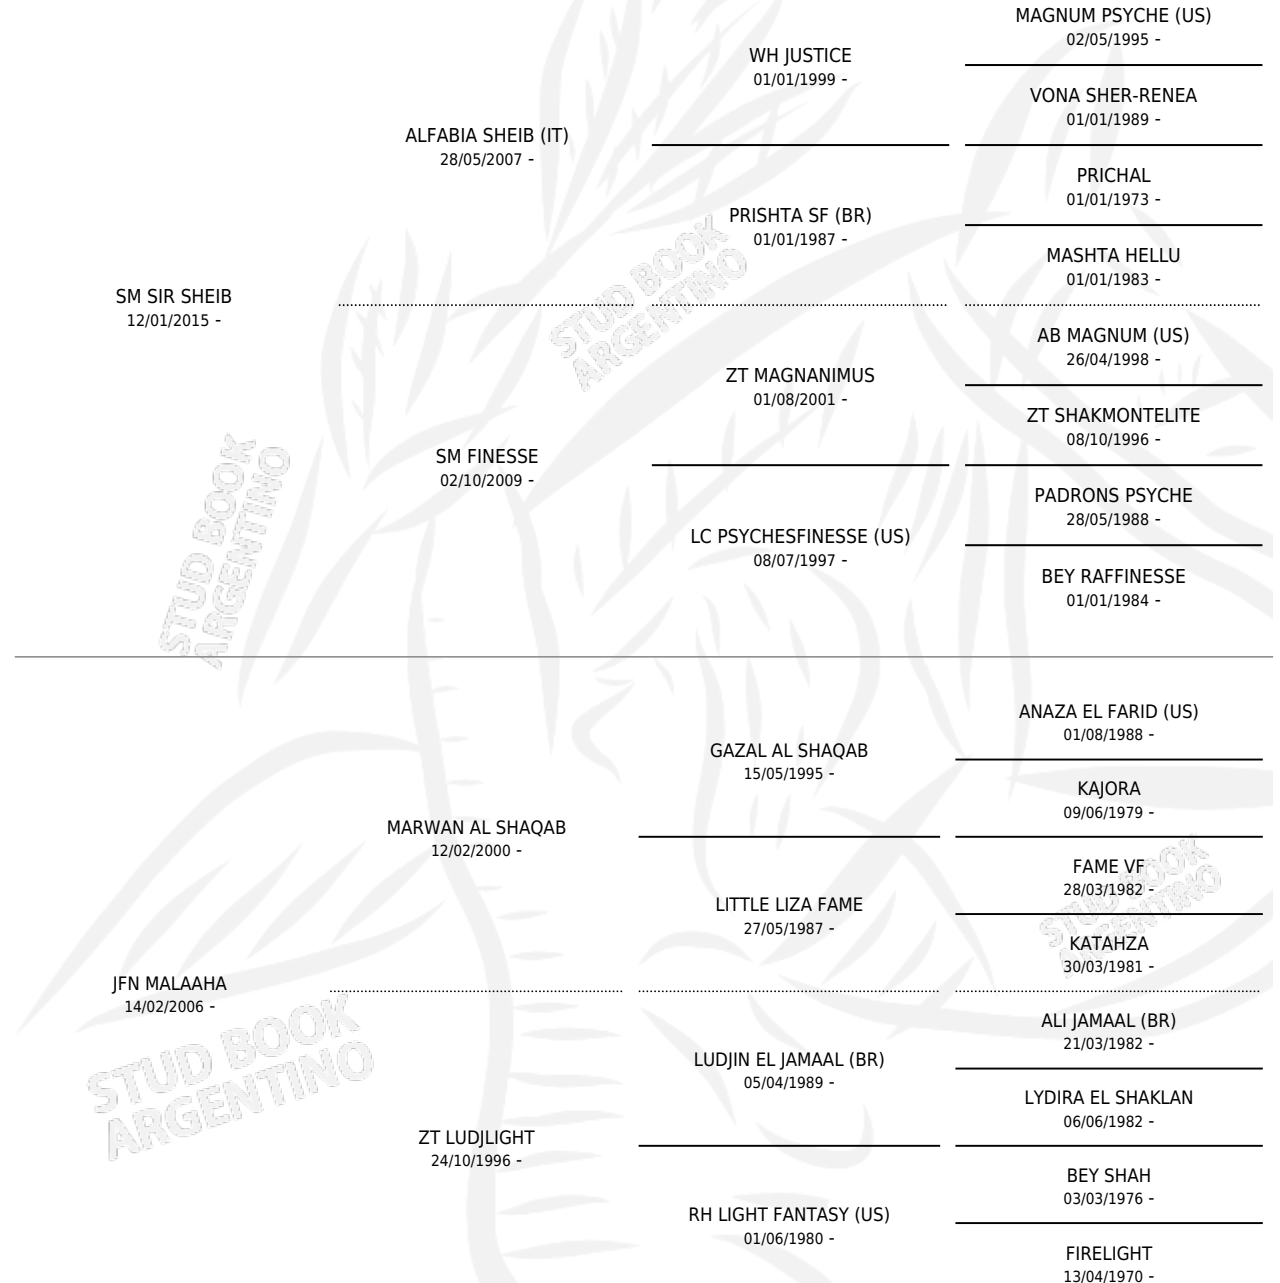 MAGNUM PSYCHE (US)
02/05/1995 -
WH JUSTICE
01/01/1999 -
VONA SHER-RENEA
01/01/1989 -
ALFABIA SHEIB (IT)
28/05/2007 -
PRICHAL
01/01/1973 -
PRISHTA SF (BR)
01/01/1987 -
MASHTA HELLU
01/01/1983 -
SM SIR SHEIB
12/01/2015 -
STUD BOOK
ARGENTINO
AB MAGNUM (US)
26/04/1998 -
ZT MAGNANIMUS
01/08/2001 -
ZT SHAKMONTELITE
08/10/1996 -
SM FINESSE
02/10/2009 -
PADRONS PSYCHE
28/05/1988 -
LC PSYCHESFINESSE (US)
08/07/1997 -
BEY RAFFINESSE
01/01/1984 -
STUD BOOK
ARGENTINO
ANAZA EL FARID (US)
01/08/1988 -
GAZAL AL SHAQAB
15/05/1995 -
KAJORA
09/06/1979 -
MARWAN AL SHAQAB
12/02/2000 -
FAME VF
28/03/1982 -
LITTLE LIZA FAME
27/05/1987 -
STUD BOOK
ARGENTINO
KATAHZA
30/03/1981 -
JFN MALAAHA
14/02/2006 -
ALI JAMAAL (BR)
21/03/1982 -
LUDJIN EL JAMAAL (BR)
05/04/1989 -
STUD BOOK
ARGENTINO
LYDIRA EL SHAKLAN
06/06/1982 -
ZT LUDJLIGHT
24/10/1996 -
BEY SHAH
03/03/1976 -
RH LIGHT FANTASY (US)
01/06/1980 -
FIRELIGHT
13/04/1970 -